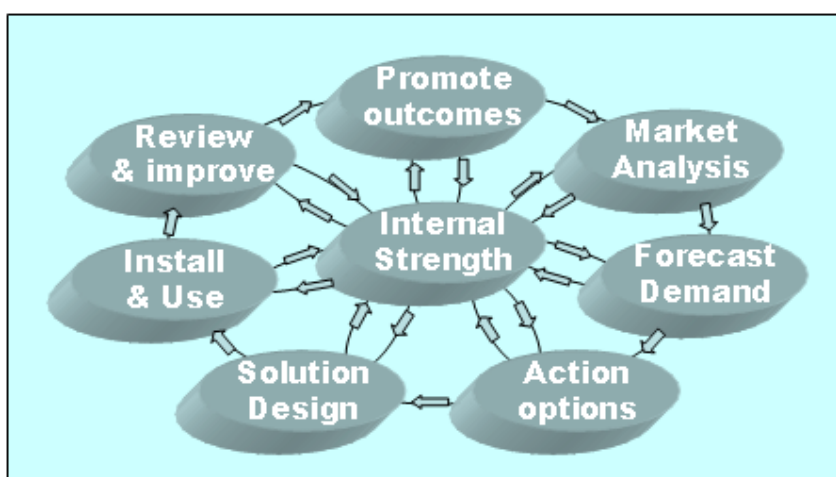 Promote
outcomes
Market
Analysis
Forecast
Demand
Action
options
Solution
Design
Install
& Use
Review
& improve
Internal
Strength